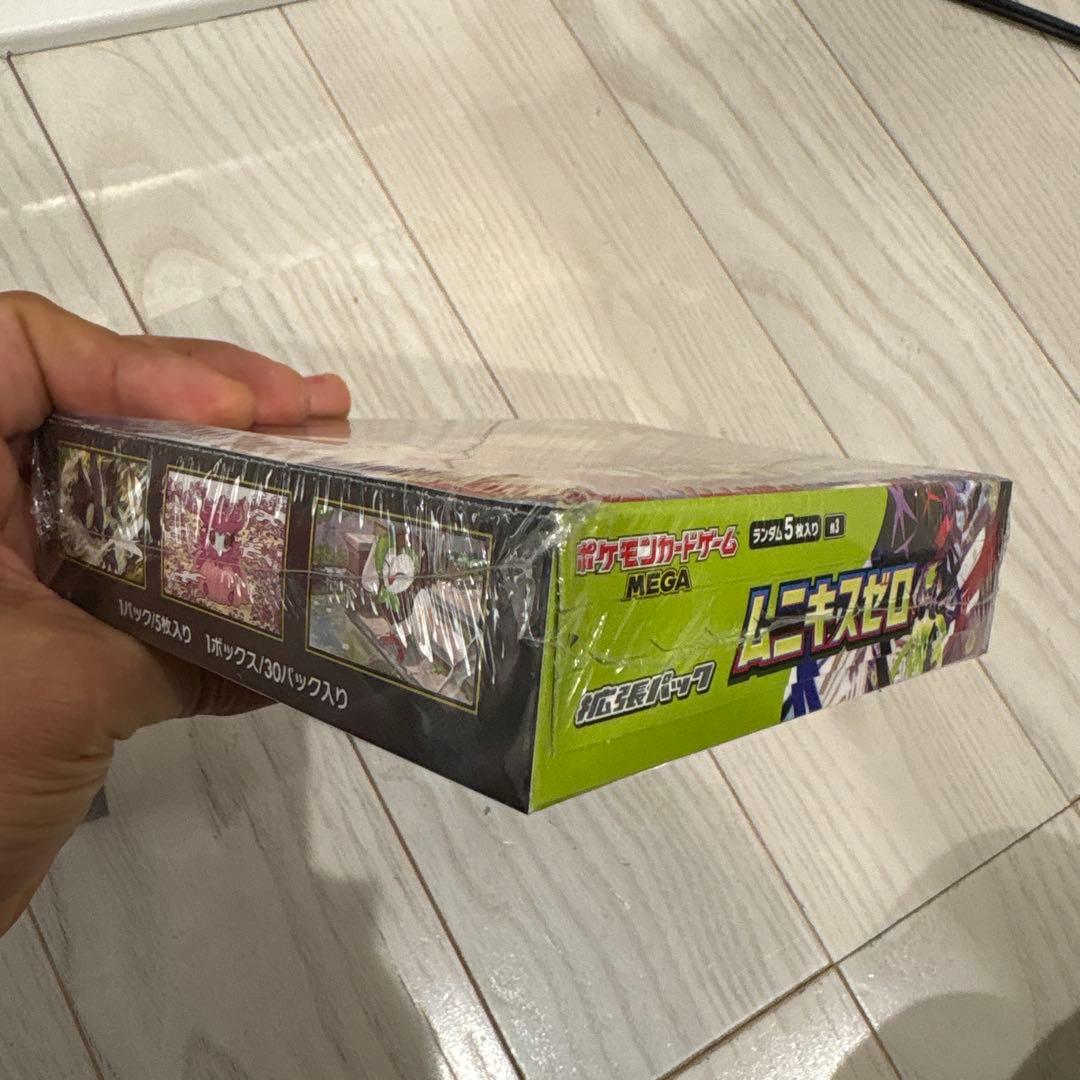 1パック/5枚入り 1ボックス/30パック入り
ポケモンカードゲーム
MEGA
ランダム5枚入り
拡張パック
ムニキスゼロ